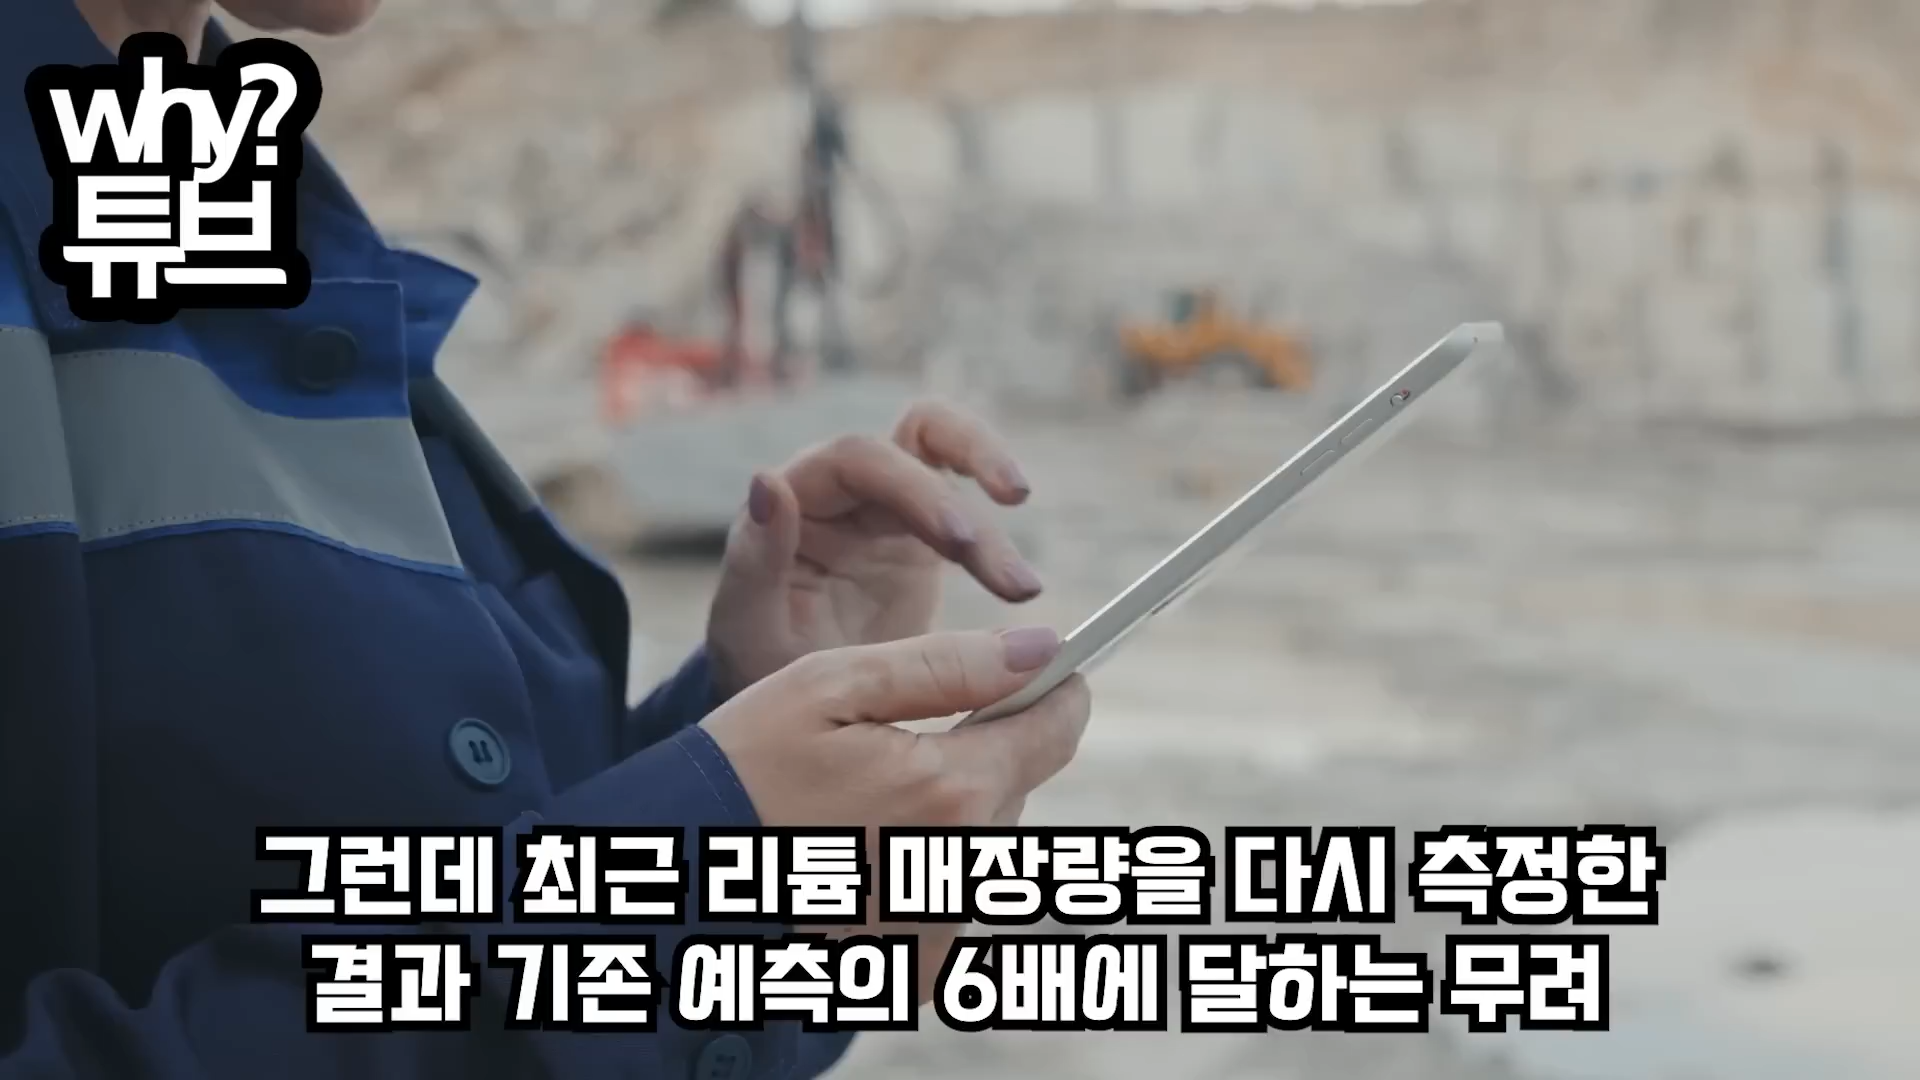 why?
튜브
그런데 최근 리튬 매장량을 다시 측정한
결과 기존 예측의 6배에 달하는 무려